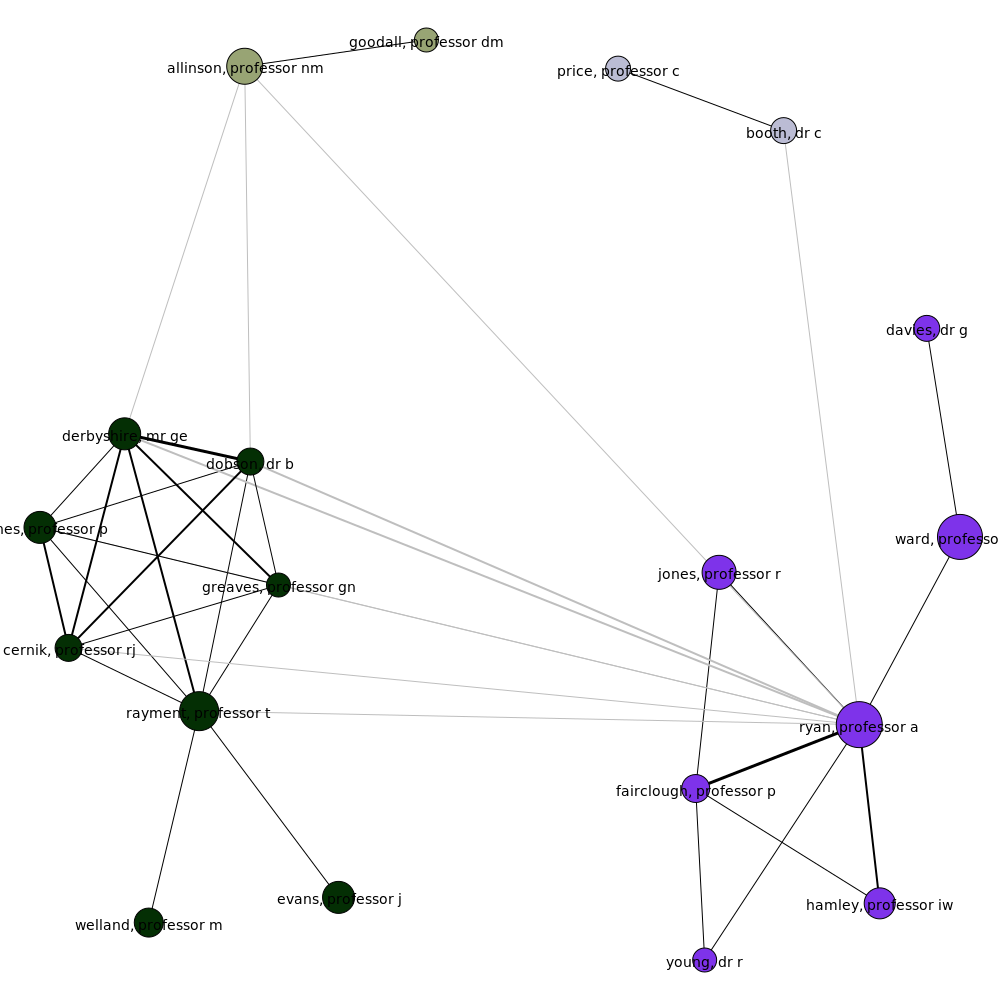 goodall, professor dm
allinson, professor nm
price, professor c
booth, dr c
davies, dr g
derbyshire, mr ge
dobson, dr b
professor p
ward,
jones, professor r
greaves, professor gn
cernik, professor rj
rayment, professor t
ryan, professor a
fairclough, professor p
evans, professor j
hamley, professor iw
welland, professor m
young, dr r